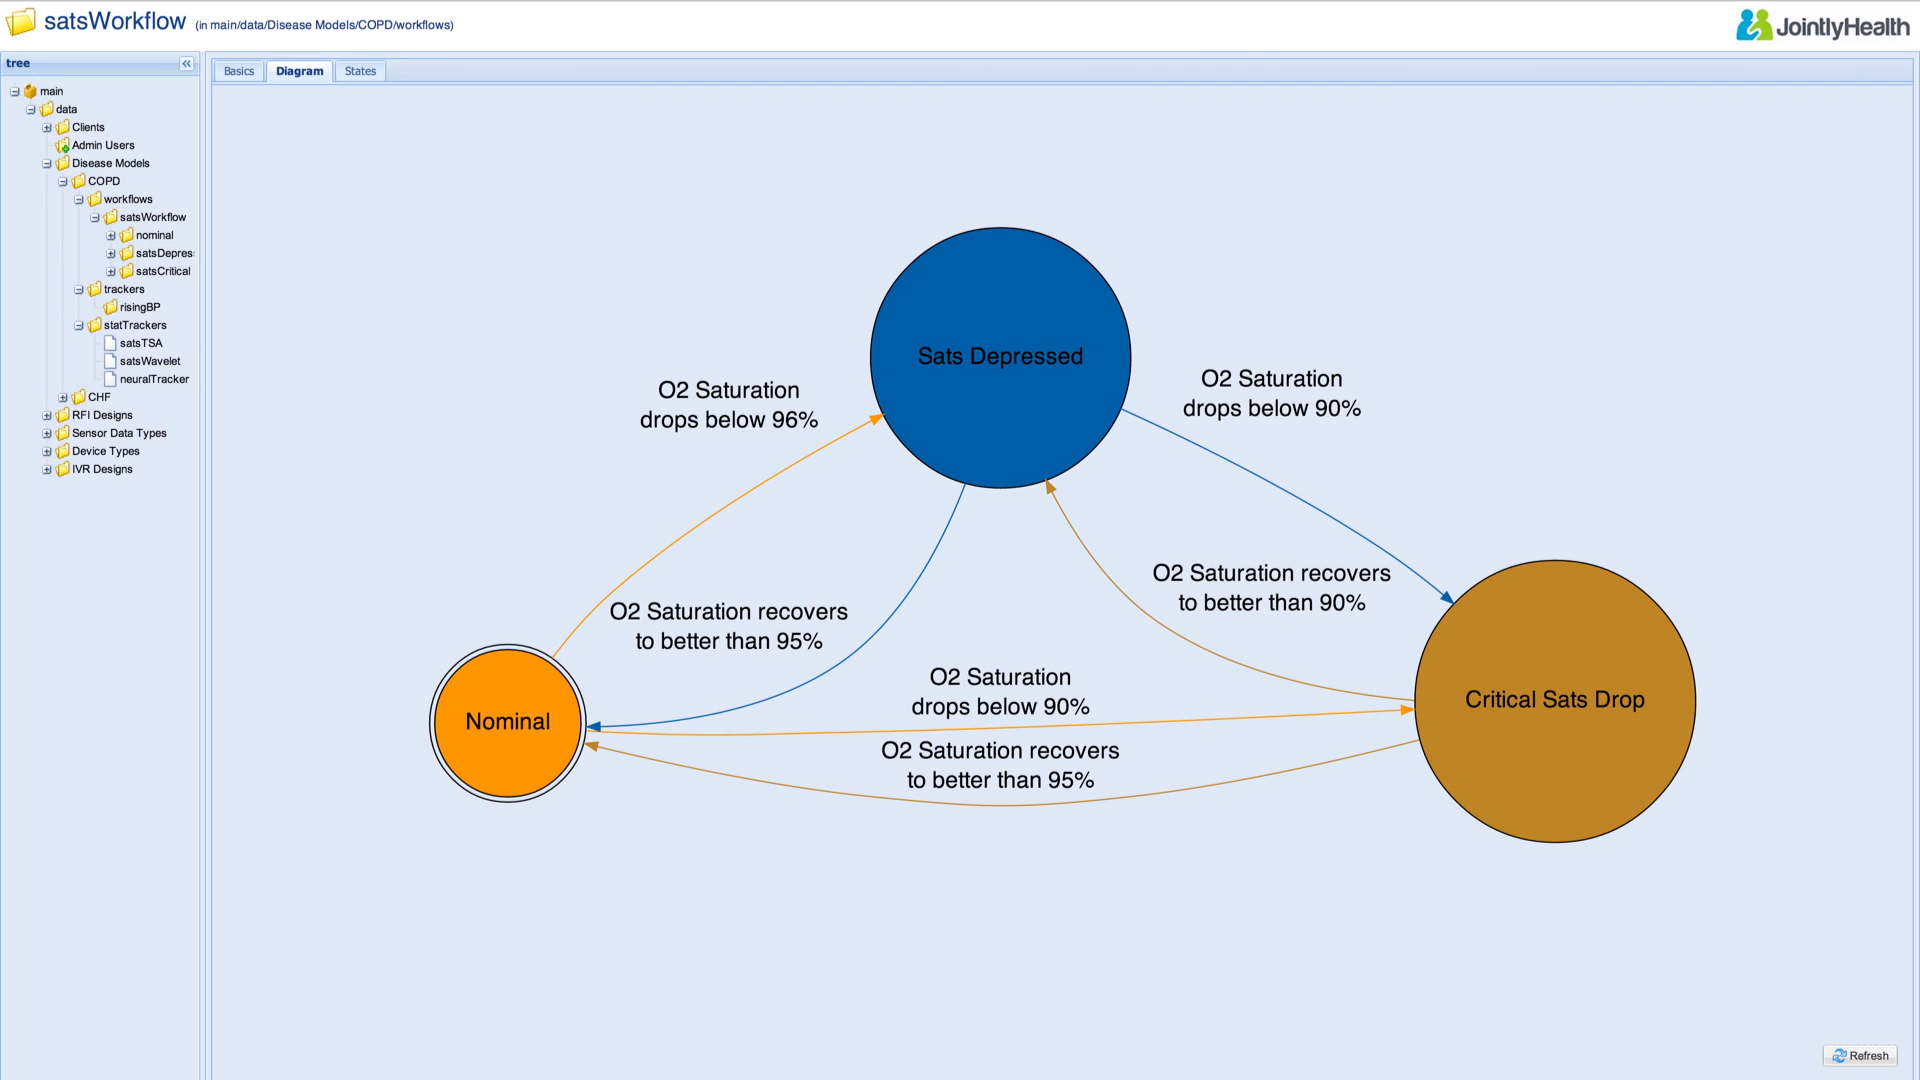 satsWorkflow (in main/data/Disease Models/COPD/workflows)
JointlyHealth
tree
Basics
Diagram
States
main
data
Clients
Admin Users
Disease Models
COPD
workflows
satsWorkflow
nominal
satsDepres
satsCritical
trackers
risingBP
statTrackers
satsTSA
satsWavelet
neuralTracker
CHF
RFI Designs
Sensor Data Types
Device Types
IVR Designs
Sats Depressed
O2 Saturation
drops below 96%
O2 Saturation
drops below 90%
O2 Saturation recovers
to better than 90%
O2 Saturation recovers
to better than 95%
O2 Saturation
drops below 90%
Critical Sats Drop
Nominal
O2 Saturation recovers
to better than 95%
Refresh